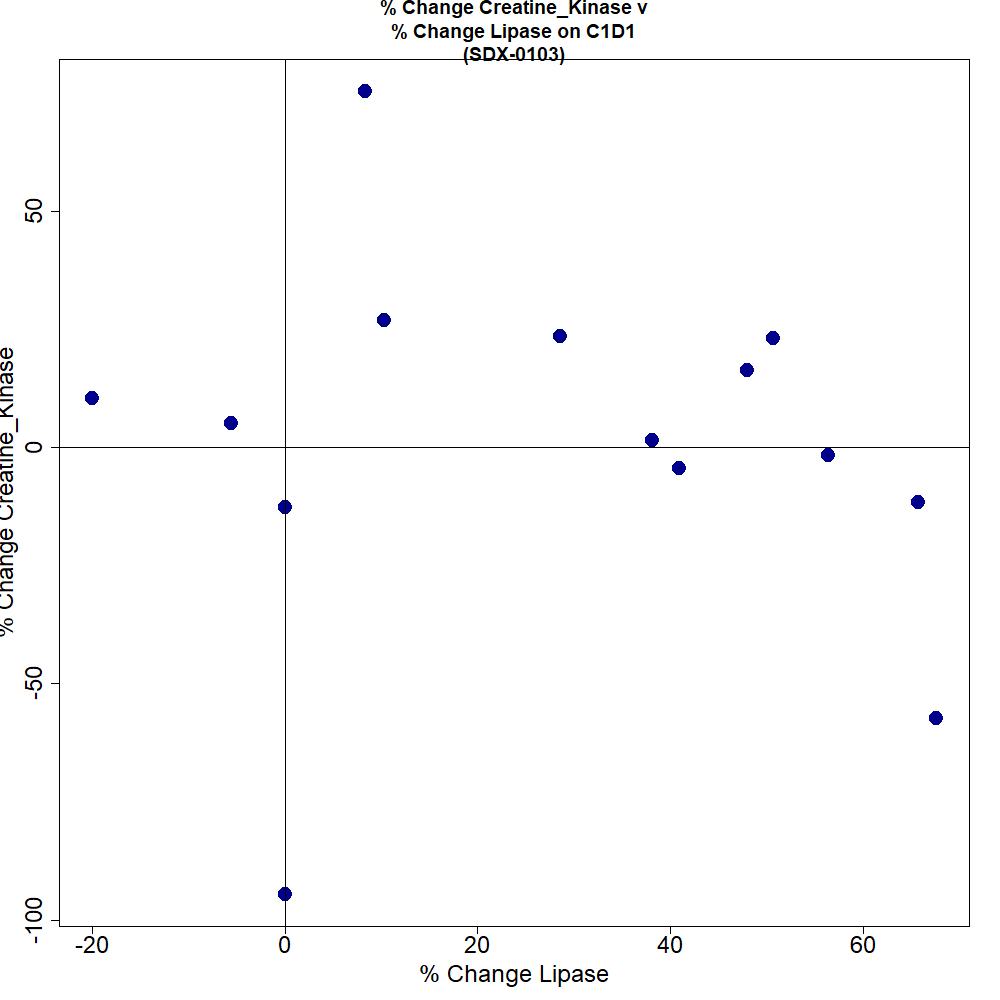 % Change Creatine_Kinase v
% Change Lipase on C1D1
(SDX-0103)
% Change Creatine_Kinase
50
0
-50
-100
-20
0
20
40
60
% Change Lipase